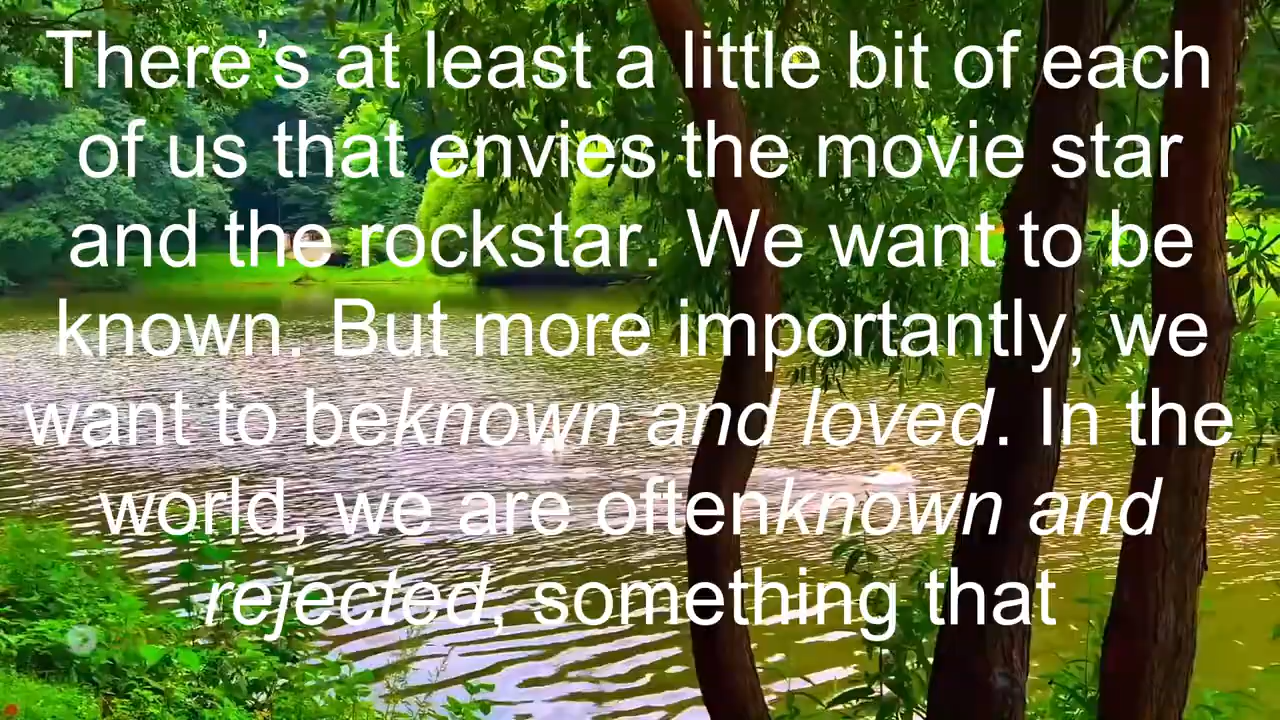 There’s at least a little bit of each
of us that envies the movie star
and the rockstar. We want to be
known. But more importantly, we
want to beknown and loved. In the
world, we are oftenknown and
rejected, something that